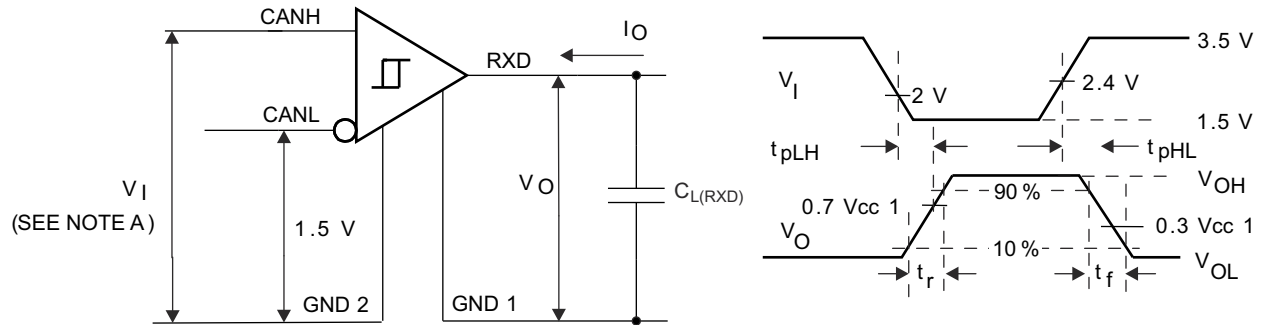 CANH
CANL
RXD
I O
V I
(SEE NOTE A)
1.5 V
V O
C L(RXD)
GND 2
GND 1
3.5 V
V I
2 V
2.4 V
1.5 V
t pLH
t pHL
V OH
90 %
0.7 Vcc 1
0.3 Vcc 1
V O
10 %
V OL
t r
t f